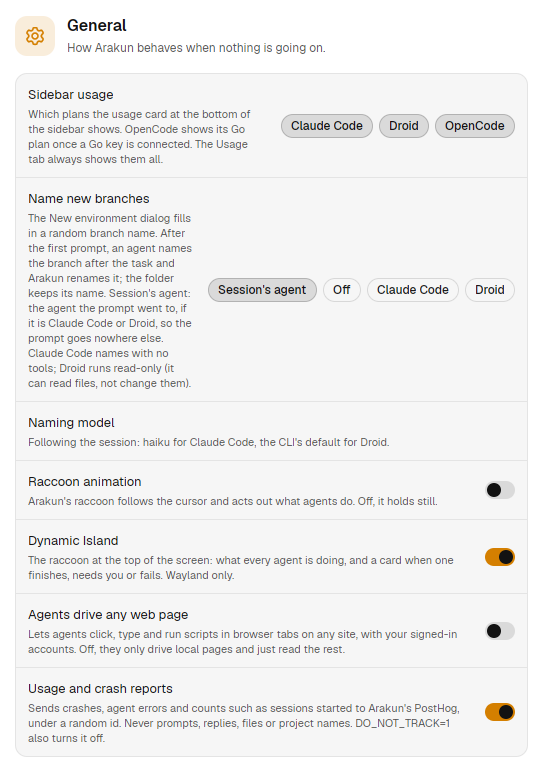 General
How Arakun behaves when nothing is going on.
Sidebar usage
Which plans the usage card at the bottom of
the sidebar shows. OpenCode shows its Go
plan once a Go key is connected. The Usage
tab always shows them all.
Claude Code
Droid
OpenCode
Name new branches
The New environment dialog fills
in a random branch name. After
the first prompt, an agent names
the branch after the task and
Arakun renames it; the folder
keeps its name. Session's agent:
the agent the prompt went to, if
it is Claude Code or Droid, so the
prompt goes nowhere else.
Claude Code names with no
tools; Droid runs read-only (it
can read files, not change them).
Session's agent
Off
Claude Code
Droid
Naming model
Following the session: haiku for Claude Code, the CLI's default for Droid.
Raccoon animation
Arakun's raccoon follows the cursor and acts out what agents do. Off, it holds still.
Dynamic Island
The raccoon at the top of the screen: what every agent is doing, and a card when one
finishes, needs you or fails. Wayland only.
Agents drive any web page
Lets agents click, type and run scripts in browser tabs on any site, with your signed-in
accounts. Off, they only drive local pages and just read the rest.
Usage and crash reports
Sends crashes, agent errors and counts such as sessions started to Arakun's PostHog,
under a random id. Never prompts, replies, files or project names. DO_NOT_TRACK=1
also turns it off.